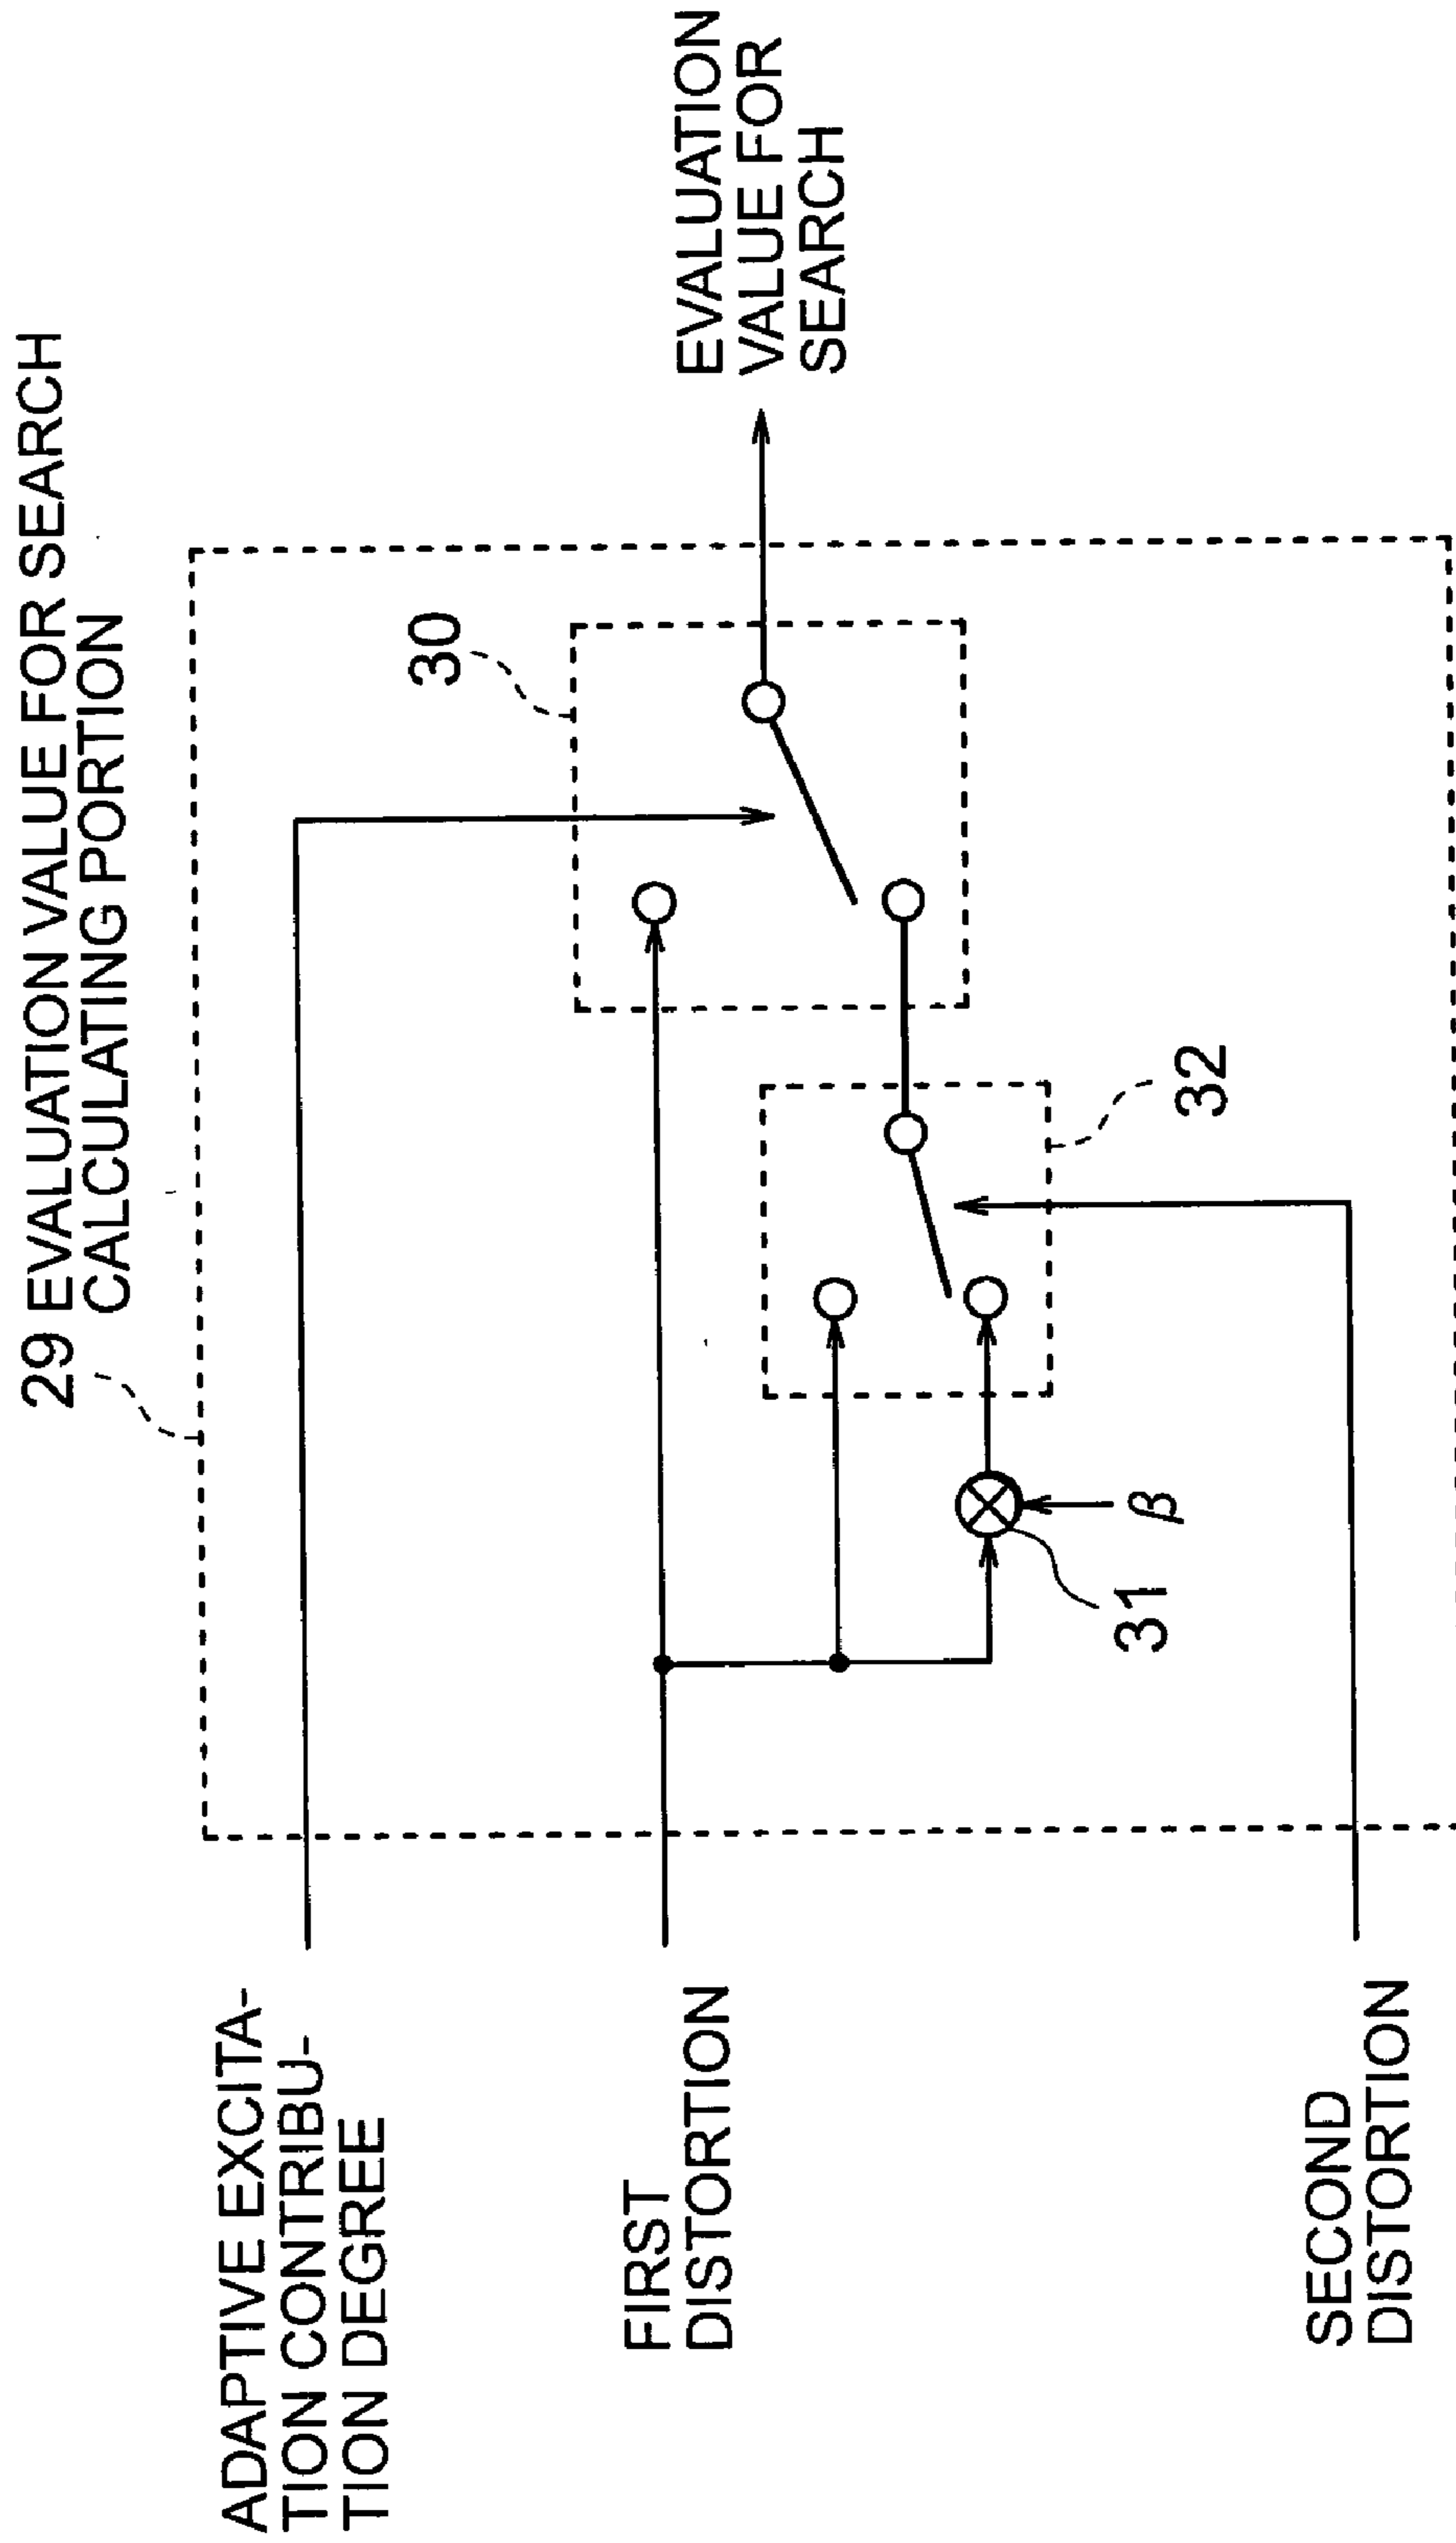 29 EVALUATION VALUE FOR SEARCH
CALCULATING PORTION
ADAPTIVE EXCITA-
TION CONTRIBU-
TION DEGREE
30
EVALUATION
VALUE FOR
SEARCH
FIRST
DISTORTION
32
β
31
SECOND
DISTORTION